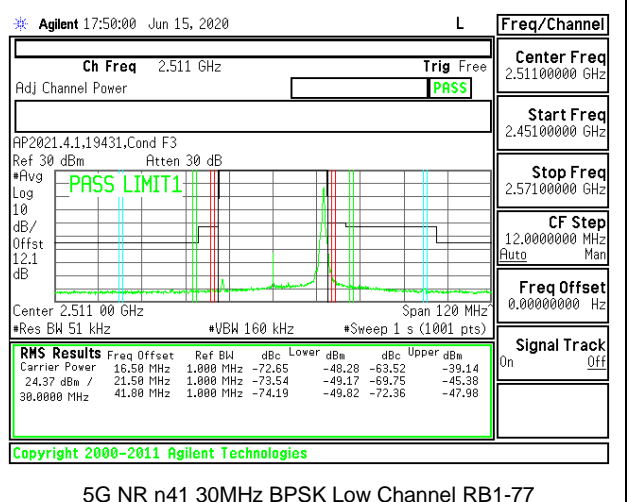 Agilent 17:50:00 Jun 15, 2020 L
Freq/Channel
Ch Freq 2.511 GHz Trig Free
Adj Channel Power PASS
AP2021.4.1,19431,Cond F3
Ref 30 dBm Atten 30 dB
#Avg
Log
10
dB/
Offst
12.1
dB
PASS LIMIT1
Center 2.511 00 GHz Span 120 MHz
#Res BW 51 kHz #VBW 160 kHz #Sweep 1 s (1001 pts)
RMS Results Freq Offset Ref BW dBc Lower dBm dBc Upper dBm
Carrier Power 16.50 MHz 1.000 MHz -72.65 -48.28 -63.52 -39.14
24.37 dBm / 21.50 MHz 1.000 MHz -73.54 -49.17 -69.75 -45.38
30.0000 MHz 41.80 MHz 1.000 MHz -74.19 -49.82 -72.36 -47.98
Center Freq
2.51100000 GHz
Start Freq
2.45100000 GHz
Stop Freq
2.57100000 GHz
CF Step
12.0000000 MHz
Auto Man
Freq Offset
0.00000000 Hz
Signal Track
On Off
Copyright 2000-2011 Agilent Technologies
5G NR n41 30MHz BPSK Low Channel RB1-77